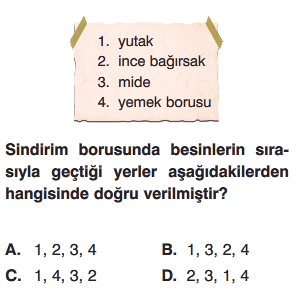 1. yutak
2. ince bağırsak
3. mide
4. yemek borusu
Sindirim borusunda besinlerin sıra-
sıyla geçtiği yerler aşağıdakilerden
hangisinde doğru verilmiştir?
A. 1, 2, 3, 4 B. 1, 3, 2, 4
C. 1, 4, 3, 2 D. 2, 3, 1, 4